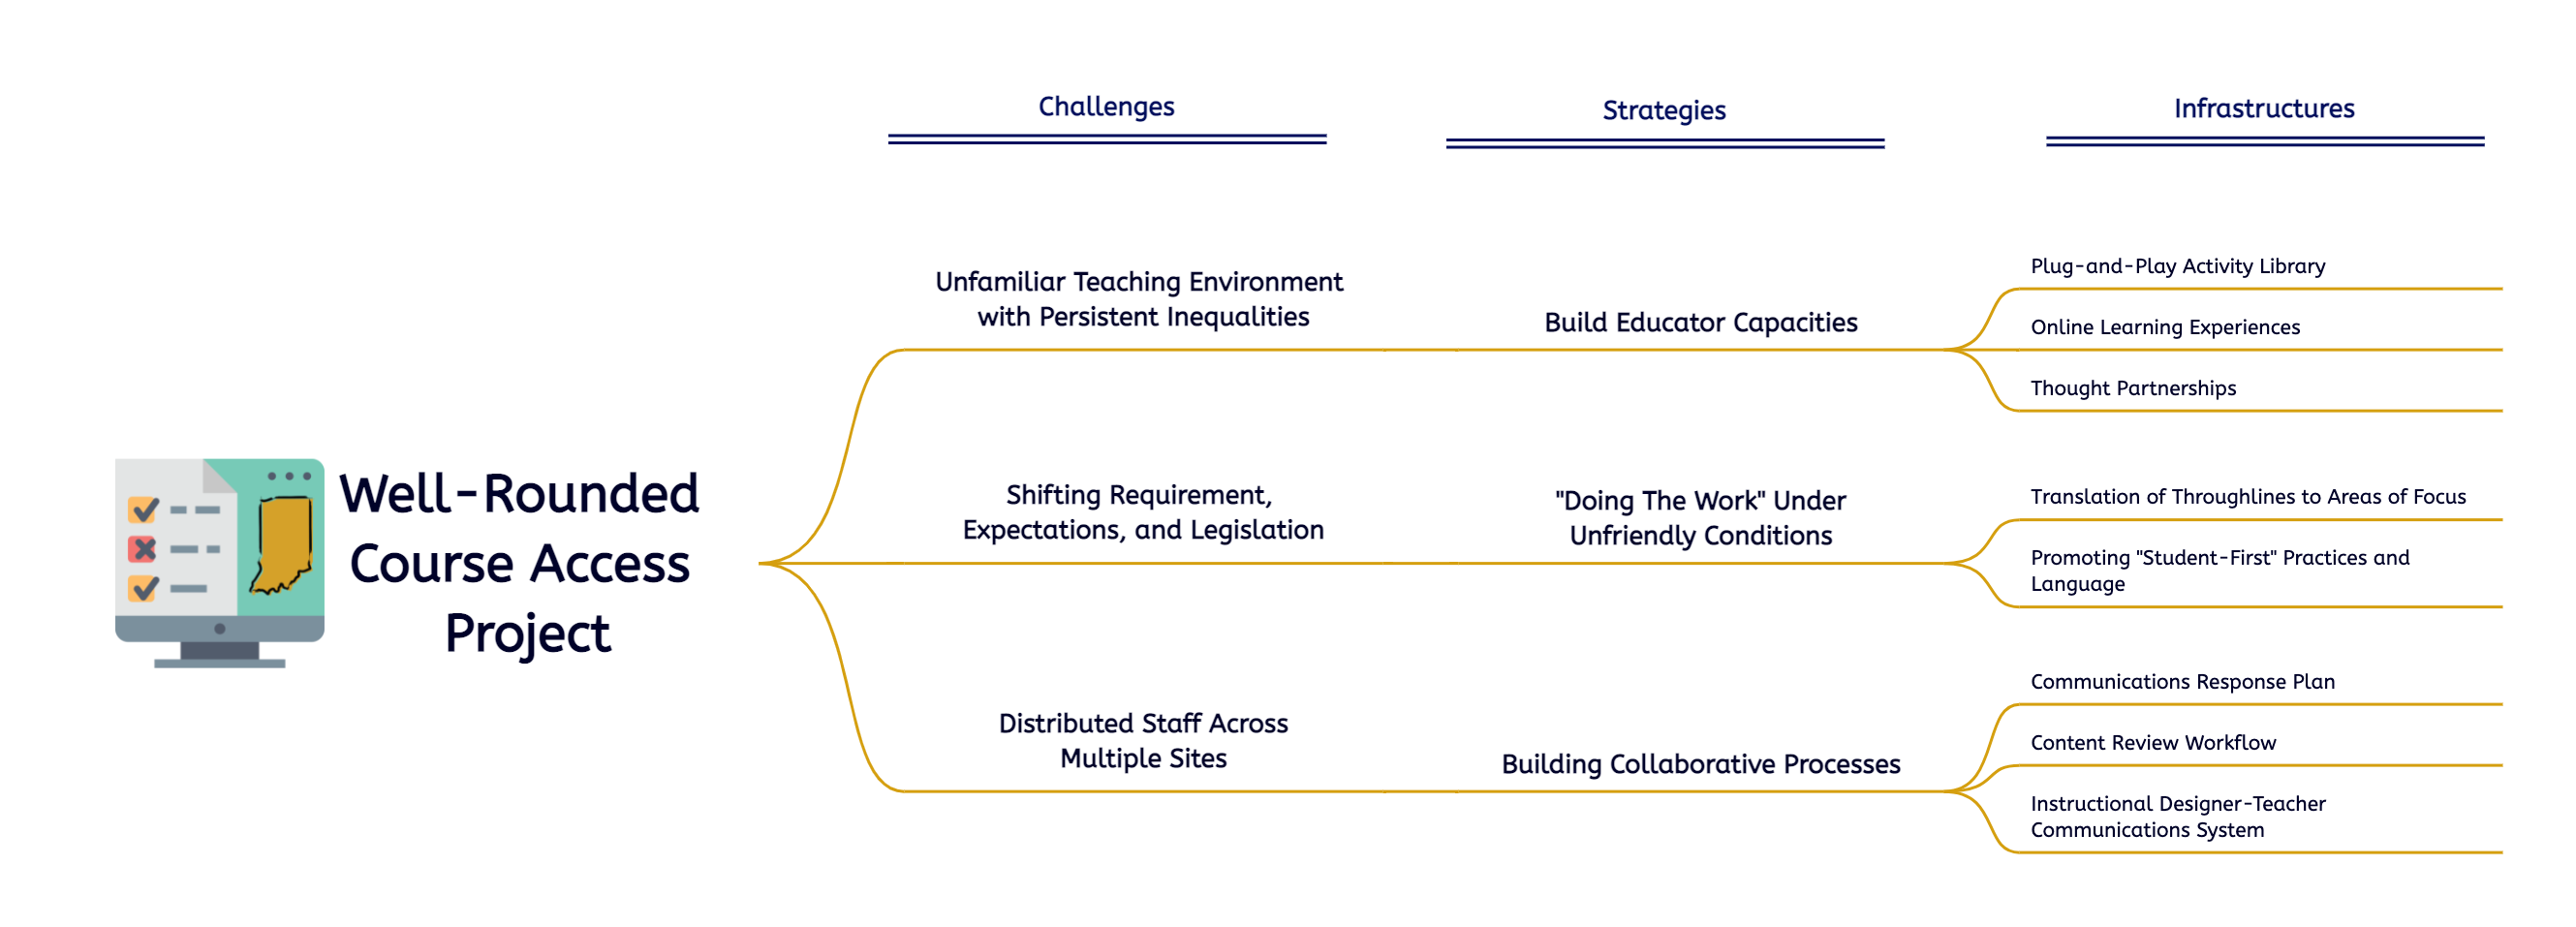 Challenges
Strategies
Infrastructures
Well-Rounded
Course Access
Project
Unfamiliar Teaching Environment
with Persistent Inequalities
Build Educator Capacities
Plug-and-Play Activity Library
Online Learning Experiences
Thought Partnerships
Shifting Requirement,
Expectations, and Legislation
"Doing The Work" Under
Unfriendly Conditions
Translation of Throughlines to Areas of Focus
Promoting "Student-First" Practices and
Language
Distributed Staff Across
Multiple Sites
Building Collaborative Processes
Communications Response Plan
Content Review Workflow
Instructional Designer-Teacher
Communications System